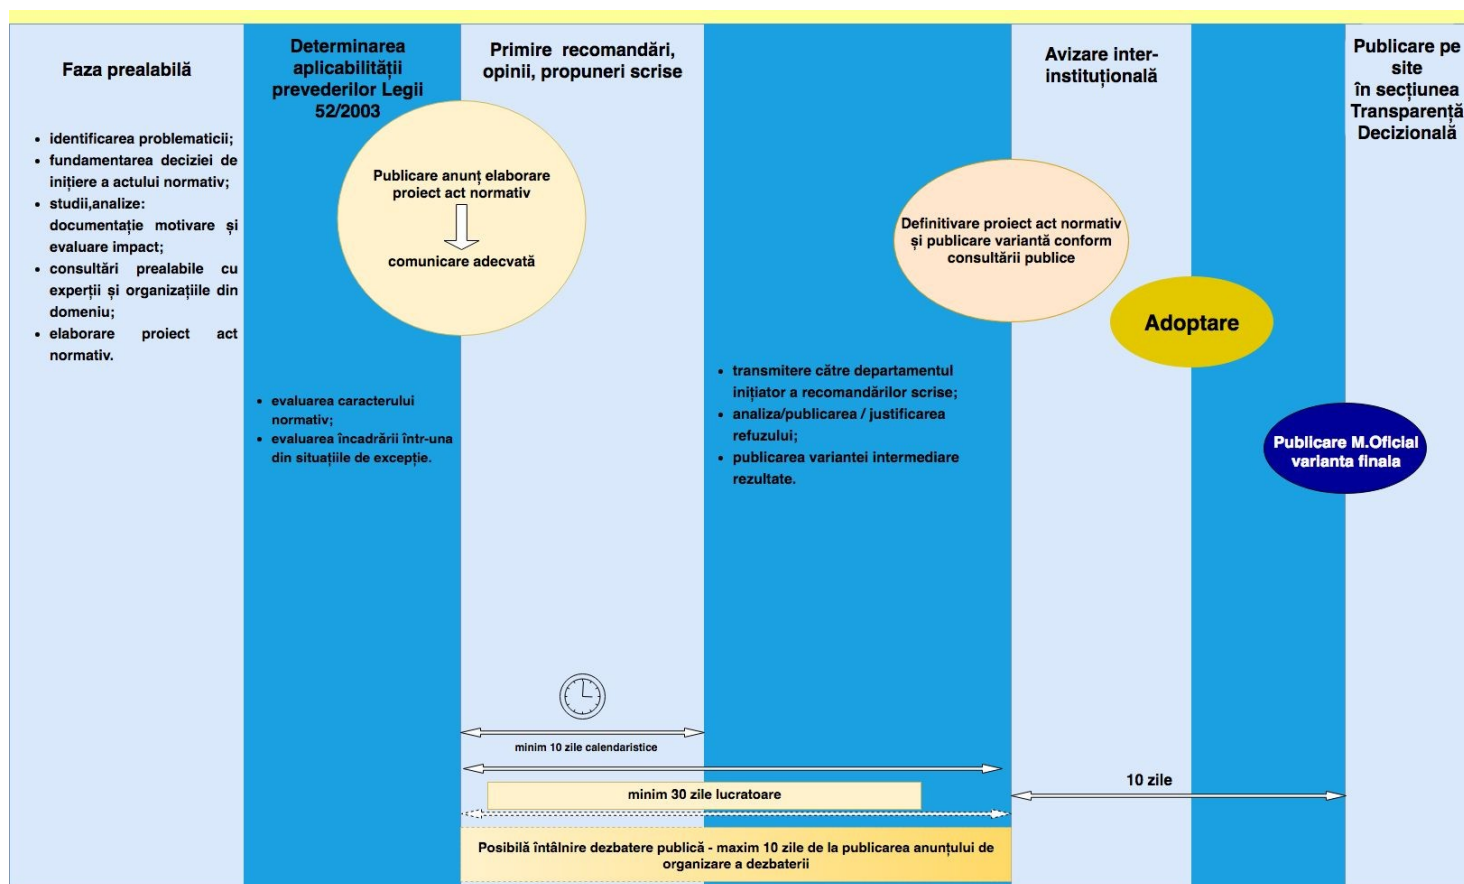 Faza prealabilă
identificarea problematicii;
fundamentarea deciziei de
inițiere a actului normativ;
studii,analize:
documentație motivare și
evaluare impact;
consultări prealabile cu
experții și organizațiile din
domeniu;
elaborare proiect act
normativ.
Determinarea
aplicabilității
prevederilor Legii
52/2003
evaluarea caracterului
normativ;
evaluarea încadrării într-una
din situațiile de excepție.
Publicare anunț elaborare
proiect act normativ
comunicare adecvată
Primire recomandări,
opinii, propuneri scrise
transmitere către departamentul
inițiator a recomandărilor scrise;
analiza/publicarea / justificarea
refuzului;
publicarea variantei intermediare
rezultate.
Avizare inter-
instituțională
Definitivare proiect act normativ
și publicare variantă conform
consultării publice
Adoptare
Publicare M.Oficial
varianta finala
Publicare pe
site
în secțiunea
Transparență
Decizională
minim 10 zile calendaristice
minim 30 zile lucratoare
10 zile
Posibilă întâlnire dezbatere publică - maxim 10 zile de la publicarea anunțului de
organizare a dezbaterii